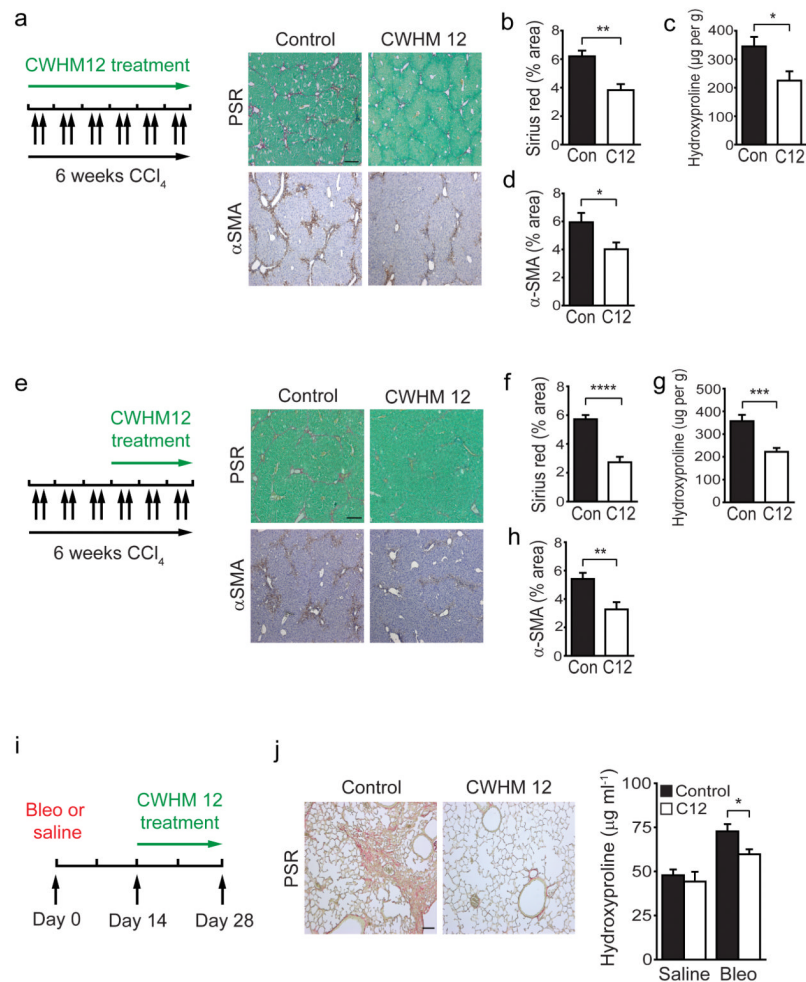 a
CWHM12 treatment
6 weeks CCl₄
Control
CWHM 12
PSR
αSMA
b
Sirius red (% area)
8
6
4
2
0
**
Con C12
c
Hydroxyproline (µg per g)
400
300
200
100
0
*
Con C12
d
α-SMA (% area)
8
6
4
2
0
*
Con C12
e
CWHM12
treatment
6 weeks CCl₄
Control
CWHM 12
PSR
αSMA
f
Sirius red (% area)
8
6
4
2
0
****
Con C12
g
Hydroxyproline (ug per g)
500
400
300
200
100
0
***
Con C12
h
α-SMA (% area)
8
6
4
2
0
**
Con C12
i
Bleo or
saline
CWHM 12
treatment
Day 0 Day 14 Day 28
j
Control
CWHM 12
PSR
Hydroxyproline (µg ml⁻¹)
100
75
50
25
0
Control
C12
*
Saline Bleo